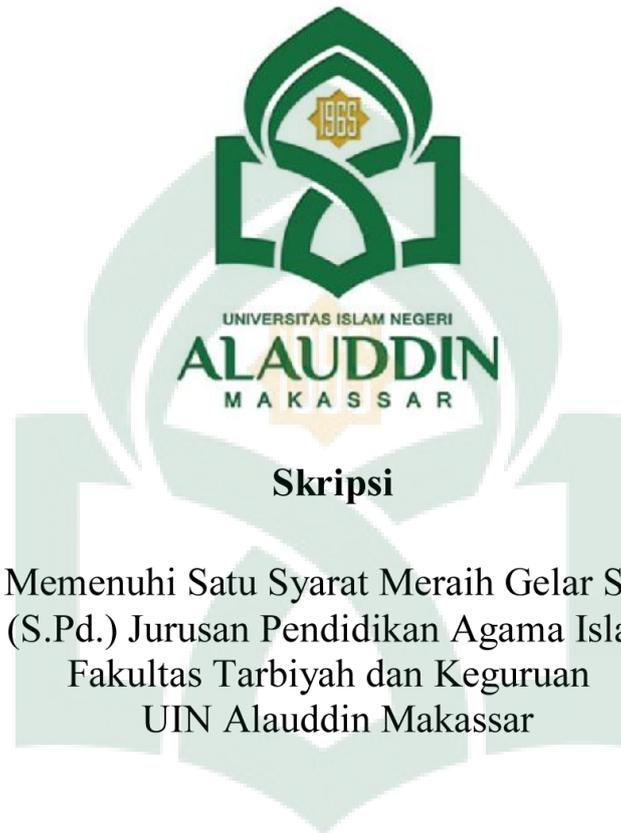 1965
UNIVERSITAS ISLAM NEGERI
ALAUDDIN
MAKASSAR
Skripsi
Memenuhi Satu Syarat Meraih Gelar S
(S.Pd.) Jurusan Pendidikan Agama Isla
Fakultas Tarbiyah dan Keguruan
UIN Alauddin Makassar